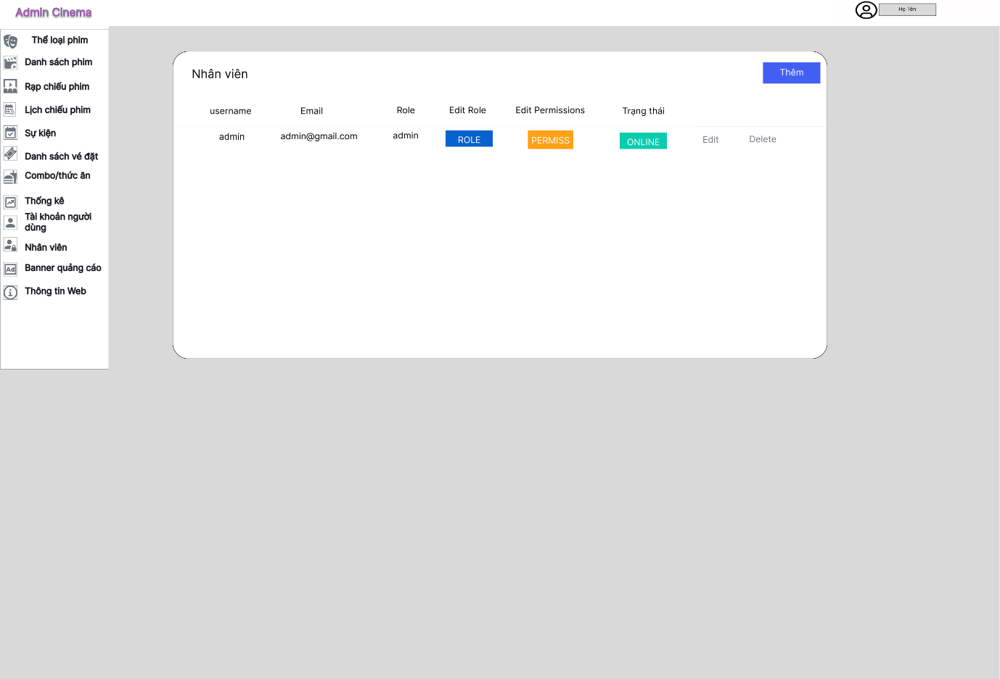 Admin Cinema
Họ Tên
Thể loại phim
Danh sách phim
Rạp chiếu phim
Lịch chiếu phim
Sự kiện
Danh sách vé đặt
Combo/thức ăn
Thống kê
Tài khoản người
dùng
Nhân viên
Ad
Banner quảng cáo
Thông tin Web
Nhân viên
Thêm
username Email Role Edit Role Edit Permissions Trạng thái
admin admin@gmail.com admin ROLE PERMISS ONLINE Edit Delete